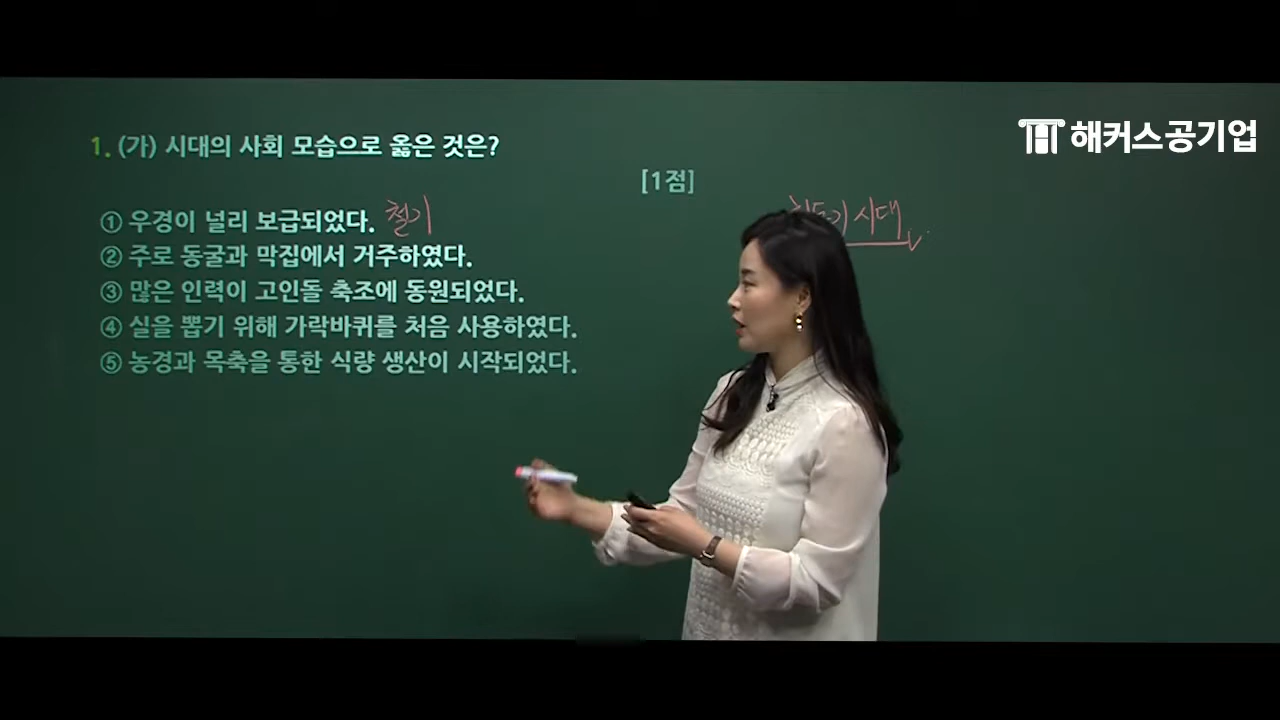 해커스공기업
1. (가) 시대의 사회 모습으로 옳은 것은?
[1점]
① 우경이 널리 보급되었다. 철기
② 주로 동굴과 막집에서 거주하였다.
③ 많은 인력이 고인돌 축조에 동원되었다.
④ 실을 뽑기 위해 가락바퀴를 처음 사용하였다.
⑤ 농경과 목축을 통한 식량 생산이 시작되었다.
시대